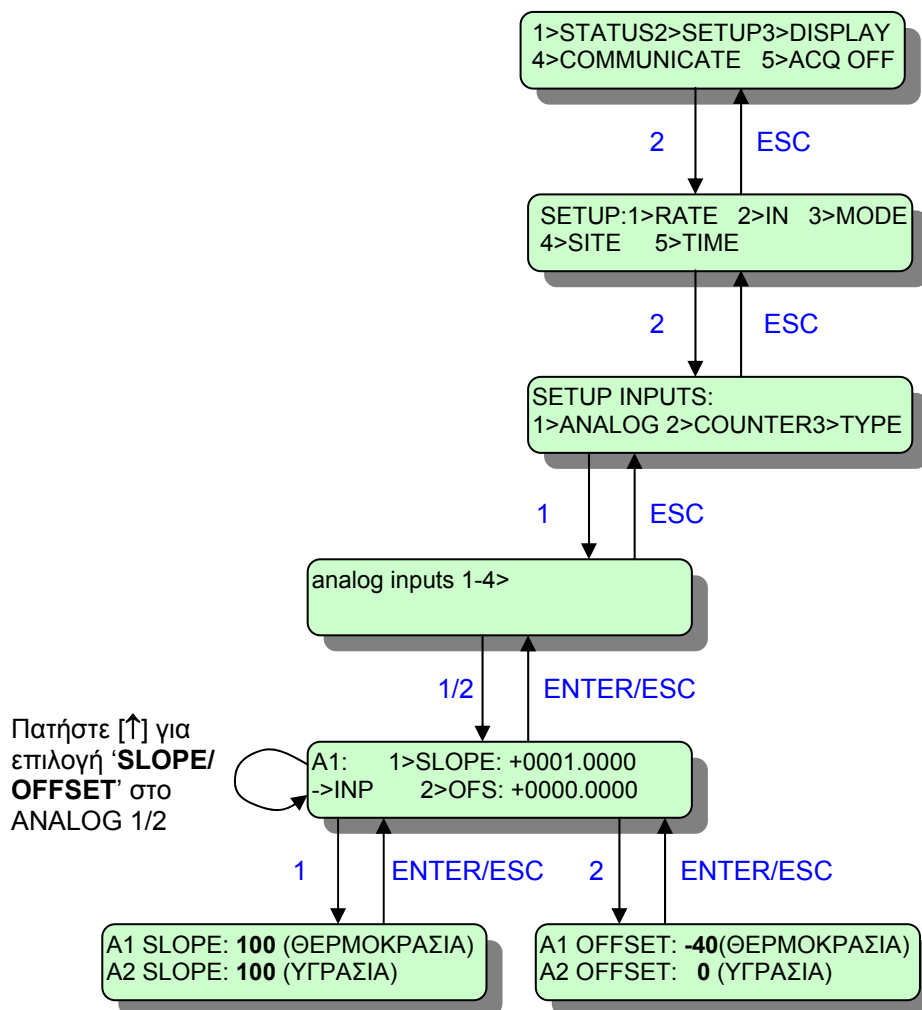 1>STATUS2>SETUP3>DISPLAY
4>COMMUNICATE 5>ACQ OFF
2
ESC
SETUP:1>RATE 2>IN 3>MODE
4>SITE 5>TIME
2
ESC
SETUP INPUTS:
1>ANALOG 2>COUNTER3>TYPE
1
ESC
analog inputs 1-4>
1/2
ENTER/ESC
Πατήστε [↑] για
επιλογή ‘SLOPE/
OFFSET’ στο
ANALOG 1/2
A1: 1>SLOPE: +0001.0000
->INP 2>OFS: +0000.0000
1
ENTER/ESC
2
ENTER/ESC
A1 SLOPE: 100 (ΘΕΡΜΟΚΡΑΣΙΑ)
A2 SLOPE: 100 (ΥΓΡΑΣΙΑ)
A1 OFFSET: -40(ΘΕΡΜΟΚΡΑΣΙΑ)
A2 OFFSET: 0 (ΥΓΡΑΣΙΑ)